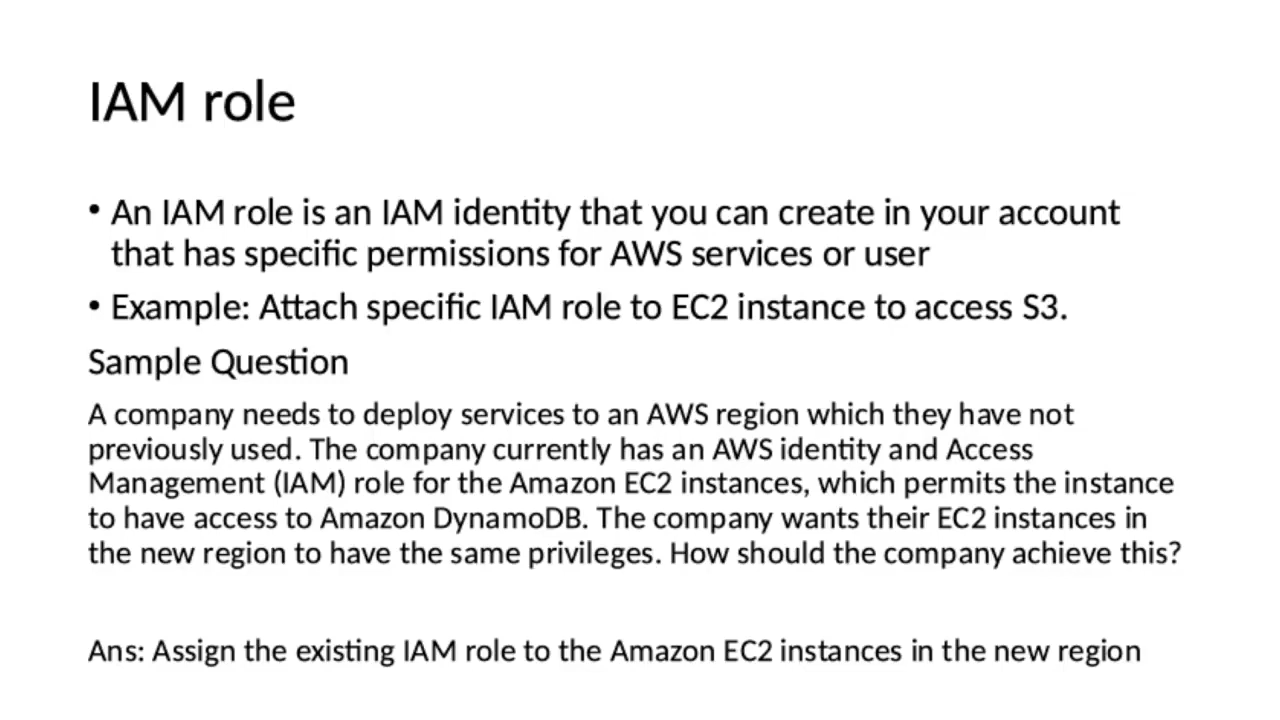 IAM role
• An IAM role is an IAM identity that you can create in your account
that has specific permissions for AWS services or user
• Example: Attach specific IAM role to EC2 instance to access S3.
Sample Question
A company needs to deploy services to an AWS region which they have not
previously used. The company currently has an AWS identity and Access
Management (IAM) role for the Amazon EC2 instances, which permits the instance
to have access to Amazon DynamoDB. The company wants their EC2 instances in
the new region to have the same privileges. How should the company achieve this?
Ans: Assign the existing IAM role to the Amazon EC2 instances in the new region